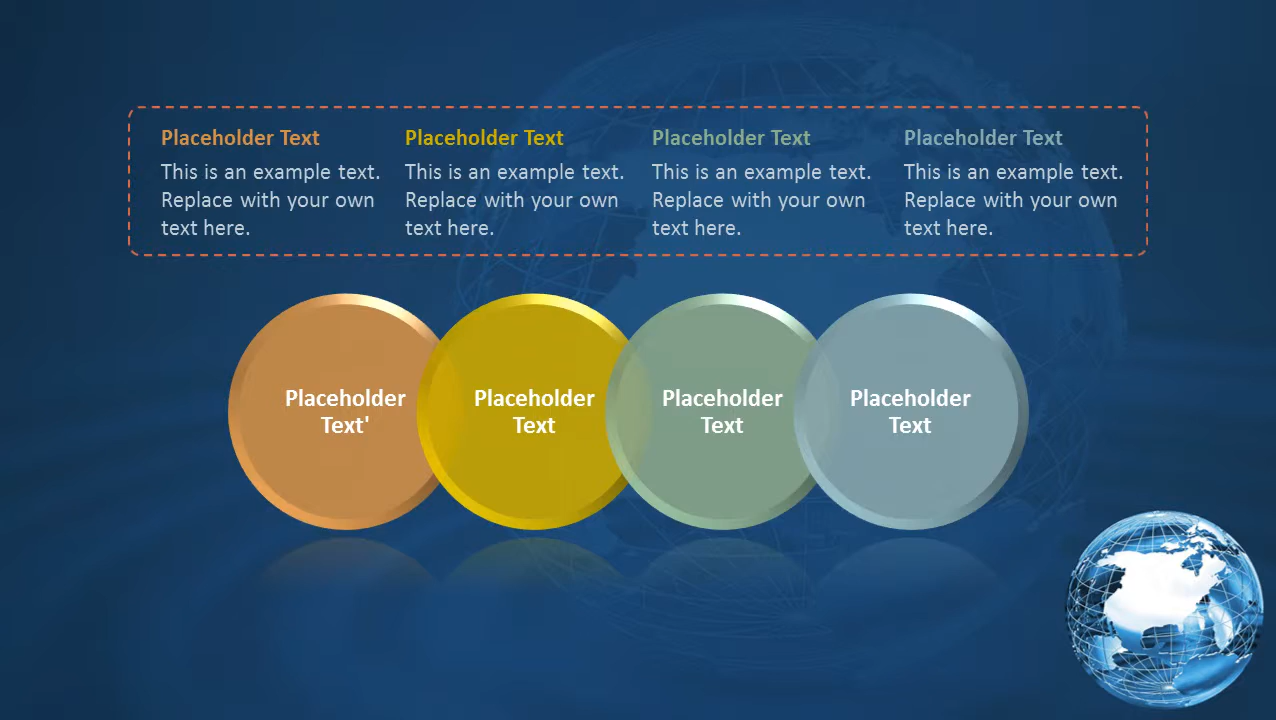 Placeholder Text
This is an example text.
Replace with your own
text here.
Placeholder Text
This is an example text.
Replace with your own
text here.
Placeholder Text
This is an example text.
Replace with your own
text here.
Placeholder Text
This is an example text.
Replace with your own
text here.
Placeholder
Text'
Placeholder
Text
Placeholder
Text
Placeholder
Text